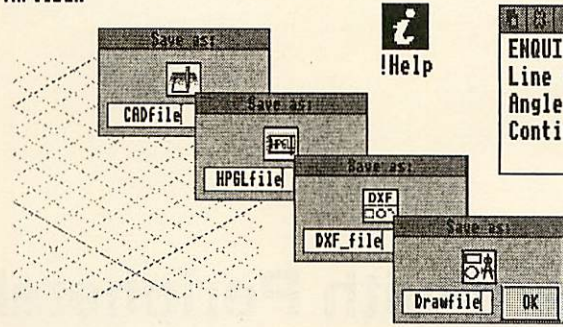 Save as:
CADfile
!Help
ENQUI
Line
Angle
Conti
Save as:
HPGL
HPGLfile
Save as:
DXF
DXF_file
Save as:
Drawfile
OK